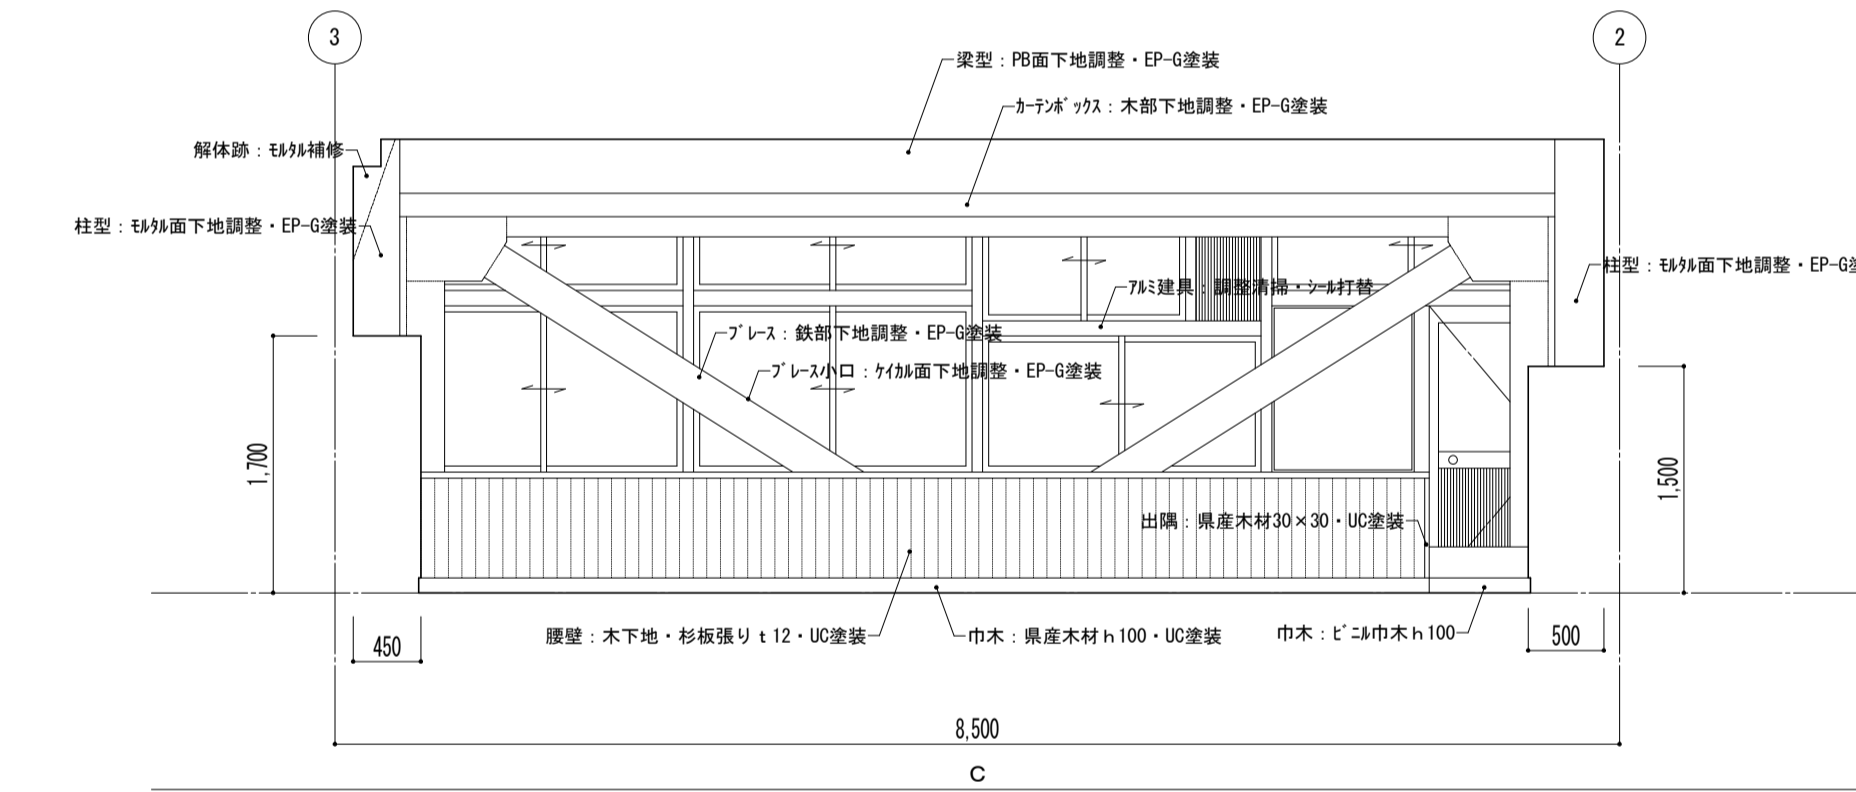 3
2
梁型：PB面下地調整・EP-G塗装
カーテンボックス：木部下地調整・EP-G塗装
解体跡：モルタル補修
柱型：モルタル面下地調整・EP-G塗装
柱型：モルタル面下地調整・EP-G
アルミ建具：調整清掃・シール打替
ブレース：鉄部下地調整・EP-G塗装
ブレース小口：ケイカル面下地調整・EP-G塗装
1,700
1,500
出隅：県産木材30×30・UC塗装
腰壁：木下地・杉板張りt12・UC塗装
巾木：県産木材h100・UC塗装
巾木：ビニル巾木h100
450
500
8,500
C